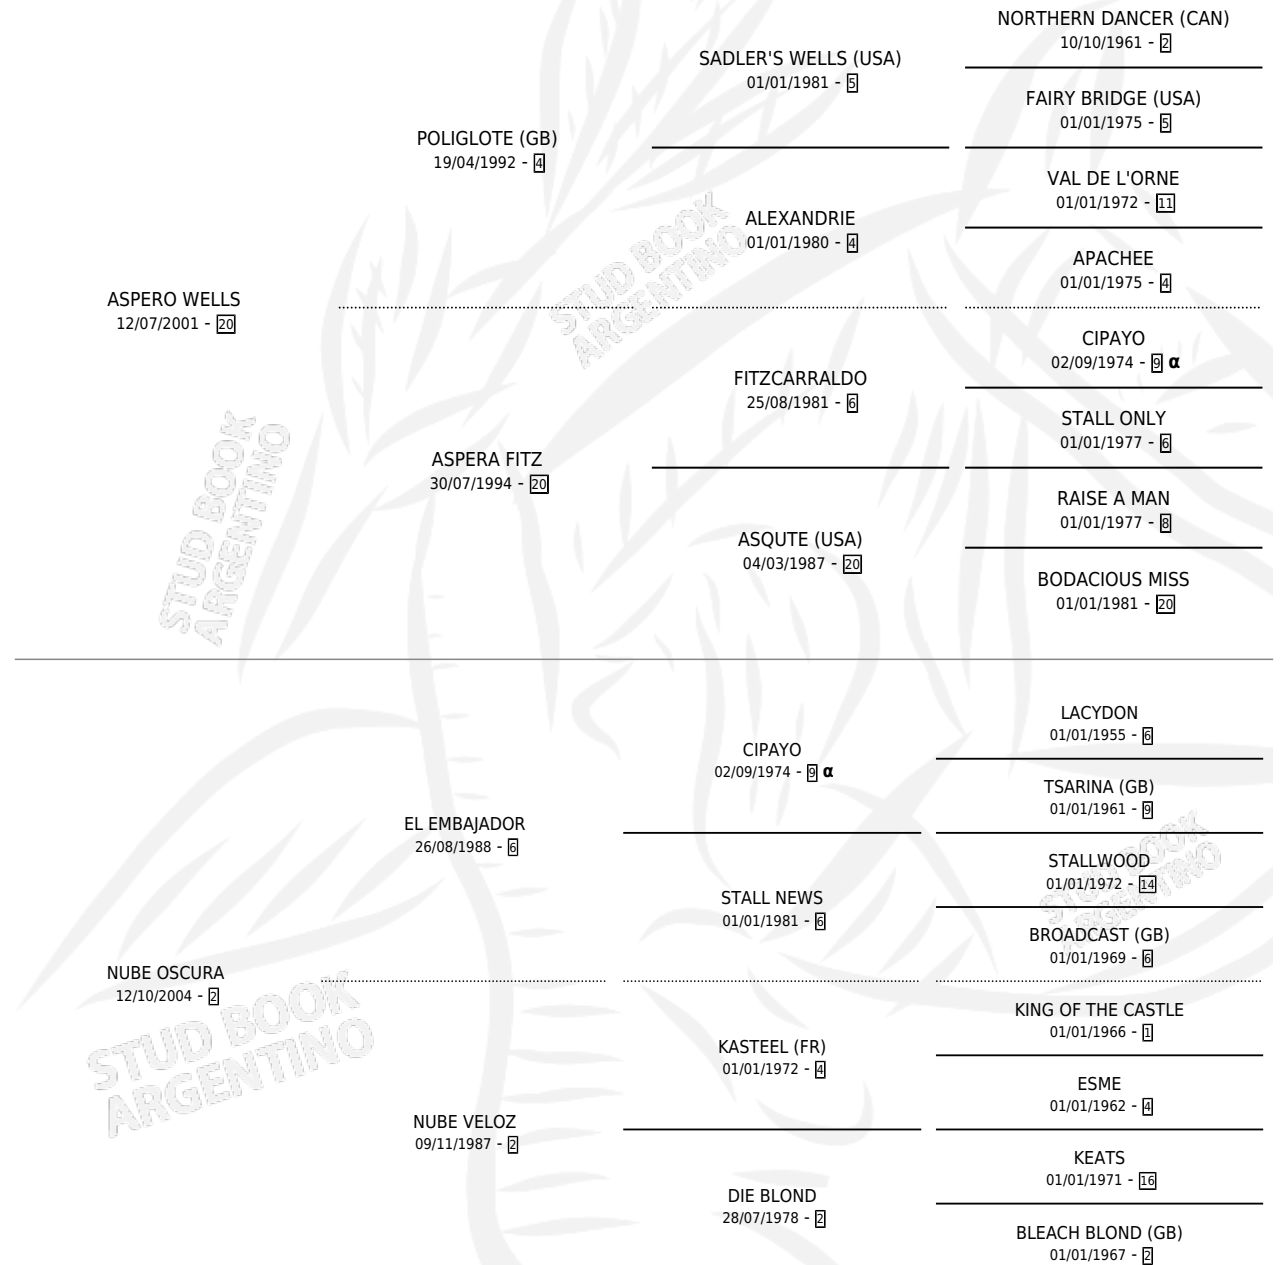 NORTHERN DANCER (CAN)
10/10/1961 - 2
SADLER'S WELLS (USA)
01/01/1981 - 5
FAIRY BRIDGE (USA)
01/01/1975 - 5
POLIGLOTE (GB)
19/04/1992 - 4
VAL DE L'ORNE
01/01/1972 - 11
ALEXANDRIE
01/01/1980 - 4
APACHEE
01/01/1975 - 4
ASPERO WELLS
12/07/2001 - 20
CIPAYO
02/09/1974 - 9 α
FITZCARRALDO
25/08/1981 - 6
STALL ONLY
01/01/1977 - 6
ASPERA FITZ
30/07/1994 - 20
RAISE A MAN
01/01/1977 - 8
ASQUTE (USA)
04/03/1987 - 20
BODACIOUS MISS
01/01/1981 - 20
LACYDON
01/01/1955 - 6
CIPAYO
02/09/1974 - 9 α
TSARINA (GB)
01/01/1961 - 9
EL EMBAJADOR
26/08/1988 - 6
STALLWOOD
01/01/1972 - 14
STALL NEWS
01/01/1981 - 6
BROADCAST (GB)
01/01/1969 - 6
NUBE OSCURA
12/10/2004 - 2
KING OF THE CASTLE
01/01/1966 - 1
KASTEEL (FR)
01/01/1972 - 4
ESME
01/01/1962 - 4
NUBE VELOZ
09/11/1987 - 2
KEATS
01/01/1971 - 16
DIE BLOND
28/07/1978 - 2
BLEACH BLOND (GB)
01/01/1967 - 2
STUD BOOK
ARGENTINO
STUD BOOK
ARGENTINO
STUD BOOK
ARGENTINO
STUD BOOK
ARGENTINO